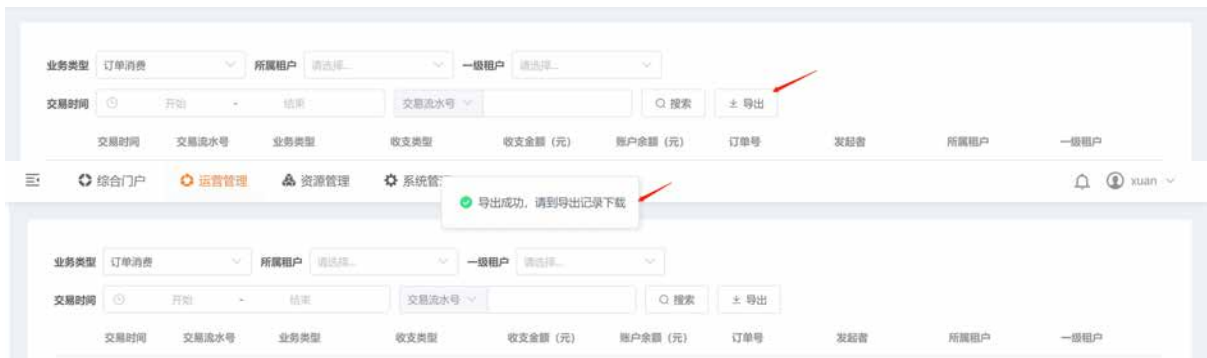 业务类型 订单消费 所属租户 请选择... 一级租户 请选择...
交易时间 开始 - 结束 交易流水号 搜索 导出
交易时间 交易流水号 业务类型 收支类型 收支金额（元） 账户余额（元） 订单号 发起者 所属租户 一级租户
综合门户 运营管理 资源管理 系统管理 xuan
导出成功，请到导出记录下载
业务类型 订单消费 所属租户 请选择... 一级租户 请选择...
交易时间 开始 - 结束 交易流水号 搜索 导出
交易时间 交易流水号 业务类型 收支类型 收支金额（元） 账户余额（元） 订单号 发起者 所属租户 一级租户